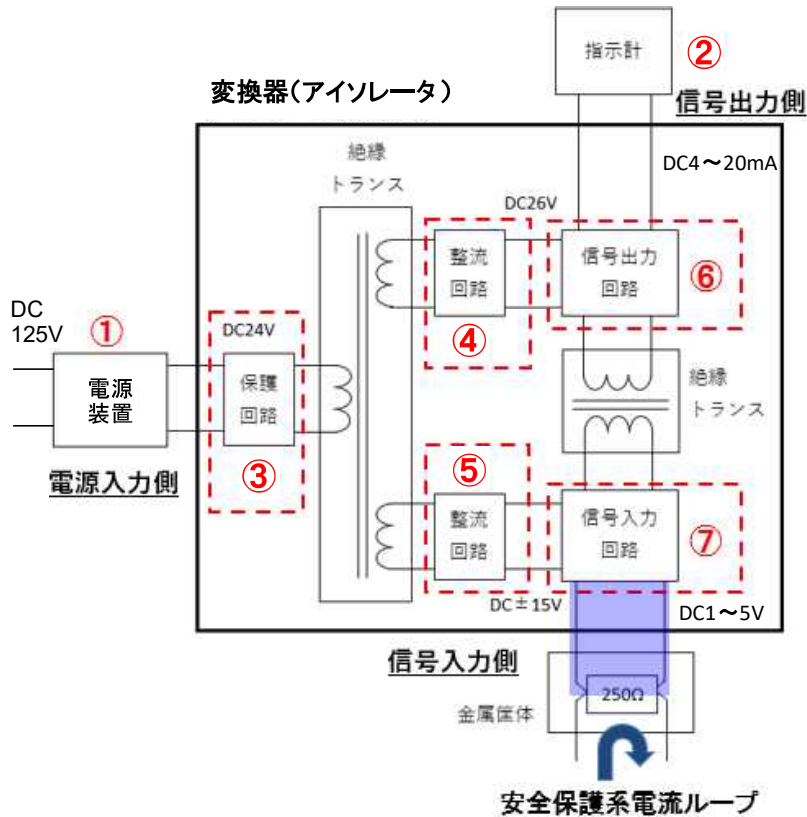 指示計
②
変換器(アイソレータ)
信号出力側
絶縁
トランス
DC4～20mA
DC26V
整流
回路
④
信号出力
回路
⑥
DC
125V
①
電源
装置
DC24V
保護
回路
③
電源入力側
絶縁
トランス
⑤
整流
回路
信号入力
回路
⑦
DC±15V
DC1～5V
信号入力側
250Ω
金属筐体
安全保護系電流ループ